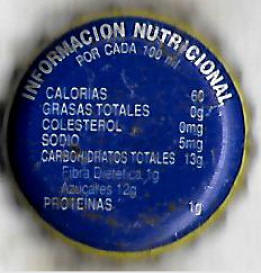 INFORMACION NUTRICIONAL
POR CADA 100 ml
CALORIAS 60
GRASAS TOTALES 0g
COLESTEROL 0mg
SODIO 5mg
CARBOHIDRATOS TOTALES 13g
Fibra Dietetica 1g
Azucares 12g
PROTEINAS 1g